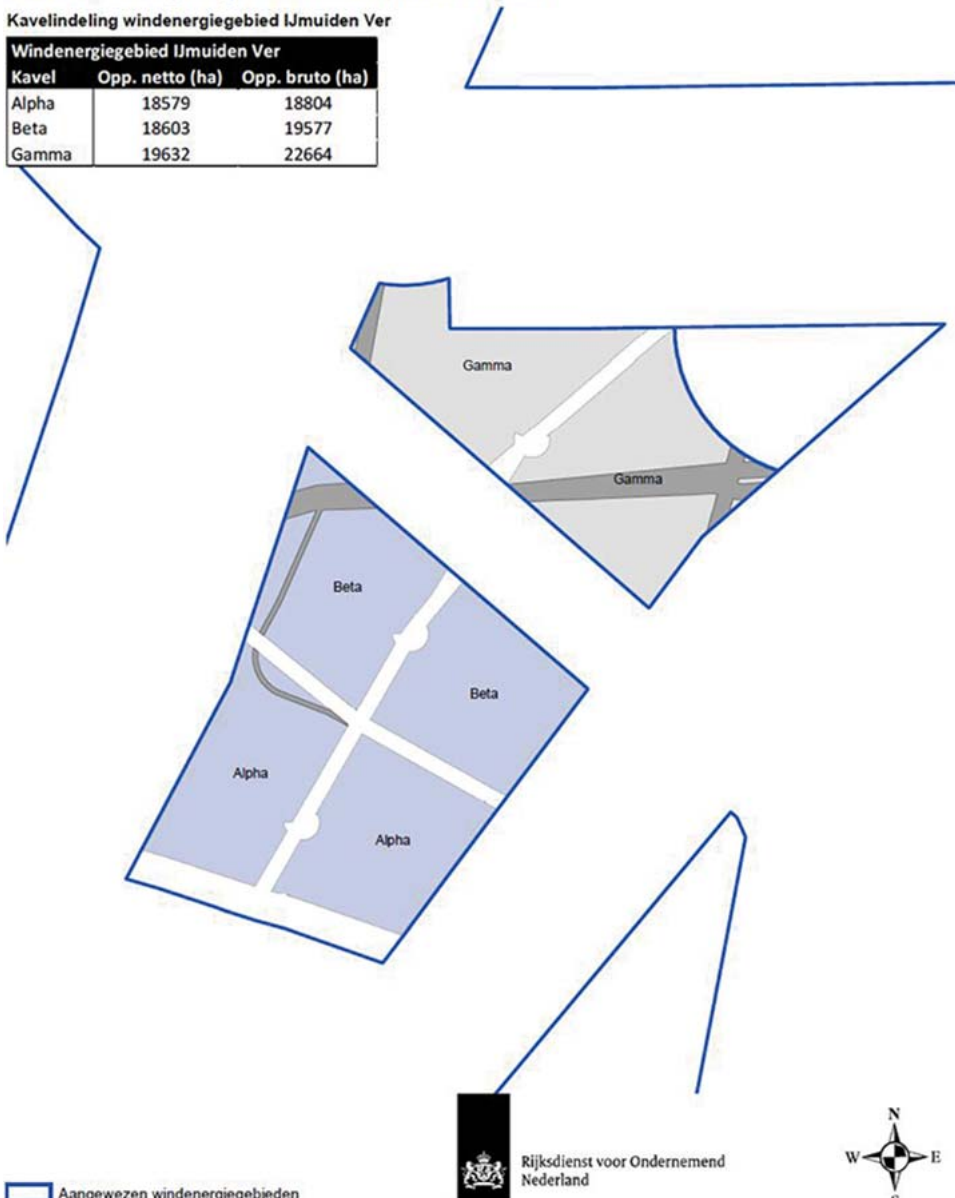 Kavelindeling windenergiegebied IJmuiden Ver
Windenergiegebied IJmuiden Ver
Kavel Opp. netto (ha) Opp. bruto (ha)
Alpha 18579 18804
Beta 18603 19577
Gamma 19632 22664
Gamma
Gamma
Beta
Beta
Alpha
Alpha
N
W E
S
Rijksdienst voor Ondernemend
Nederland
Aangewezen windenergiegebieden